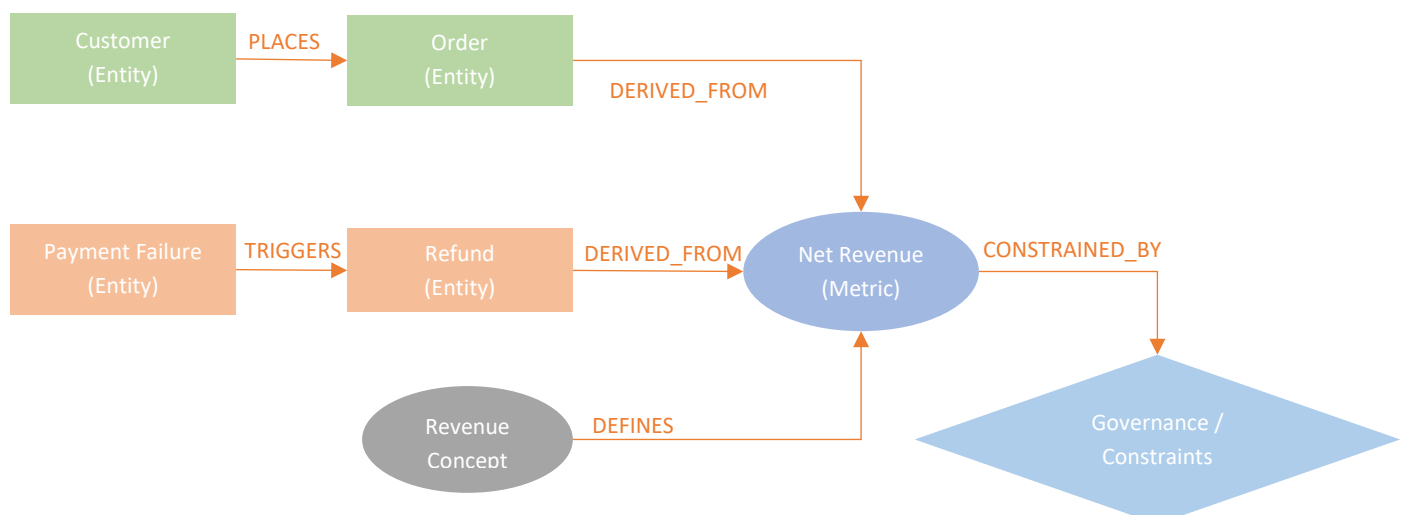 Customer
(Entity)
PLACES
Order
(Entity)
DERIVED_FROM
Payment Failure
(Entity)
TRIGGERS
Refund
(Entity)
DERIVED_FROM
Net Revenue
(Metric)
CONSTRAINED_BY
Revenue
Concept
DEFINES
Governance /
Constraints